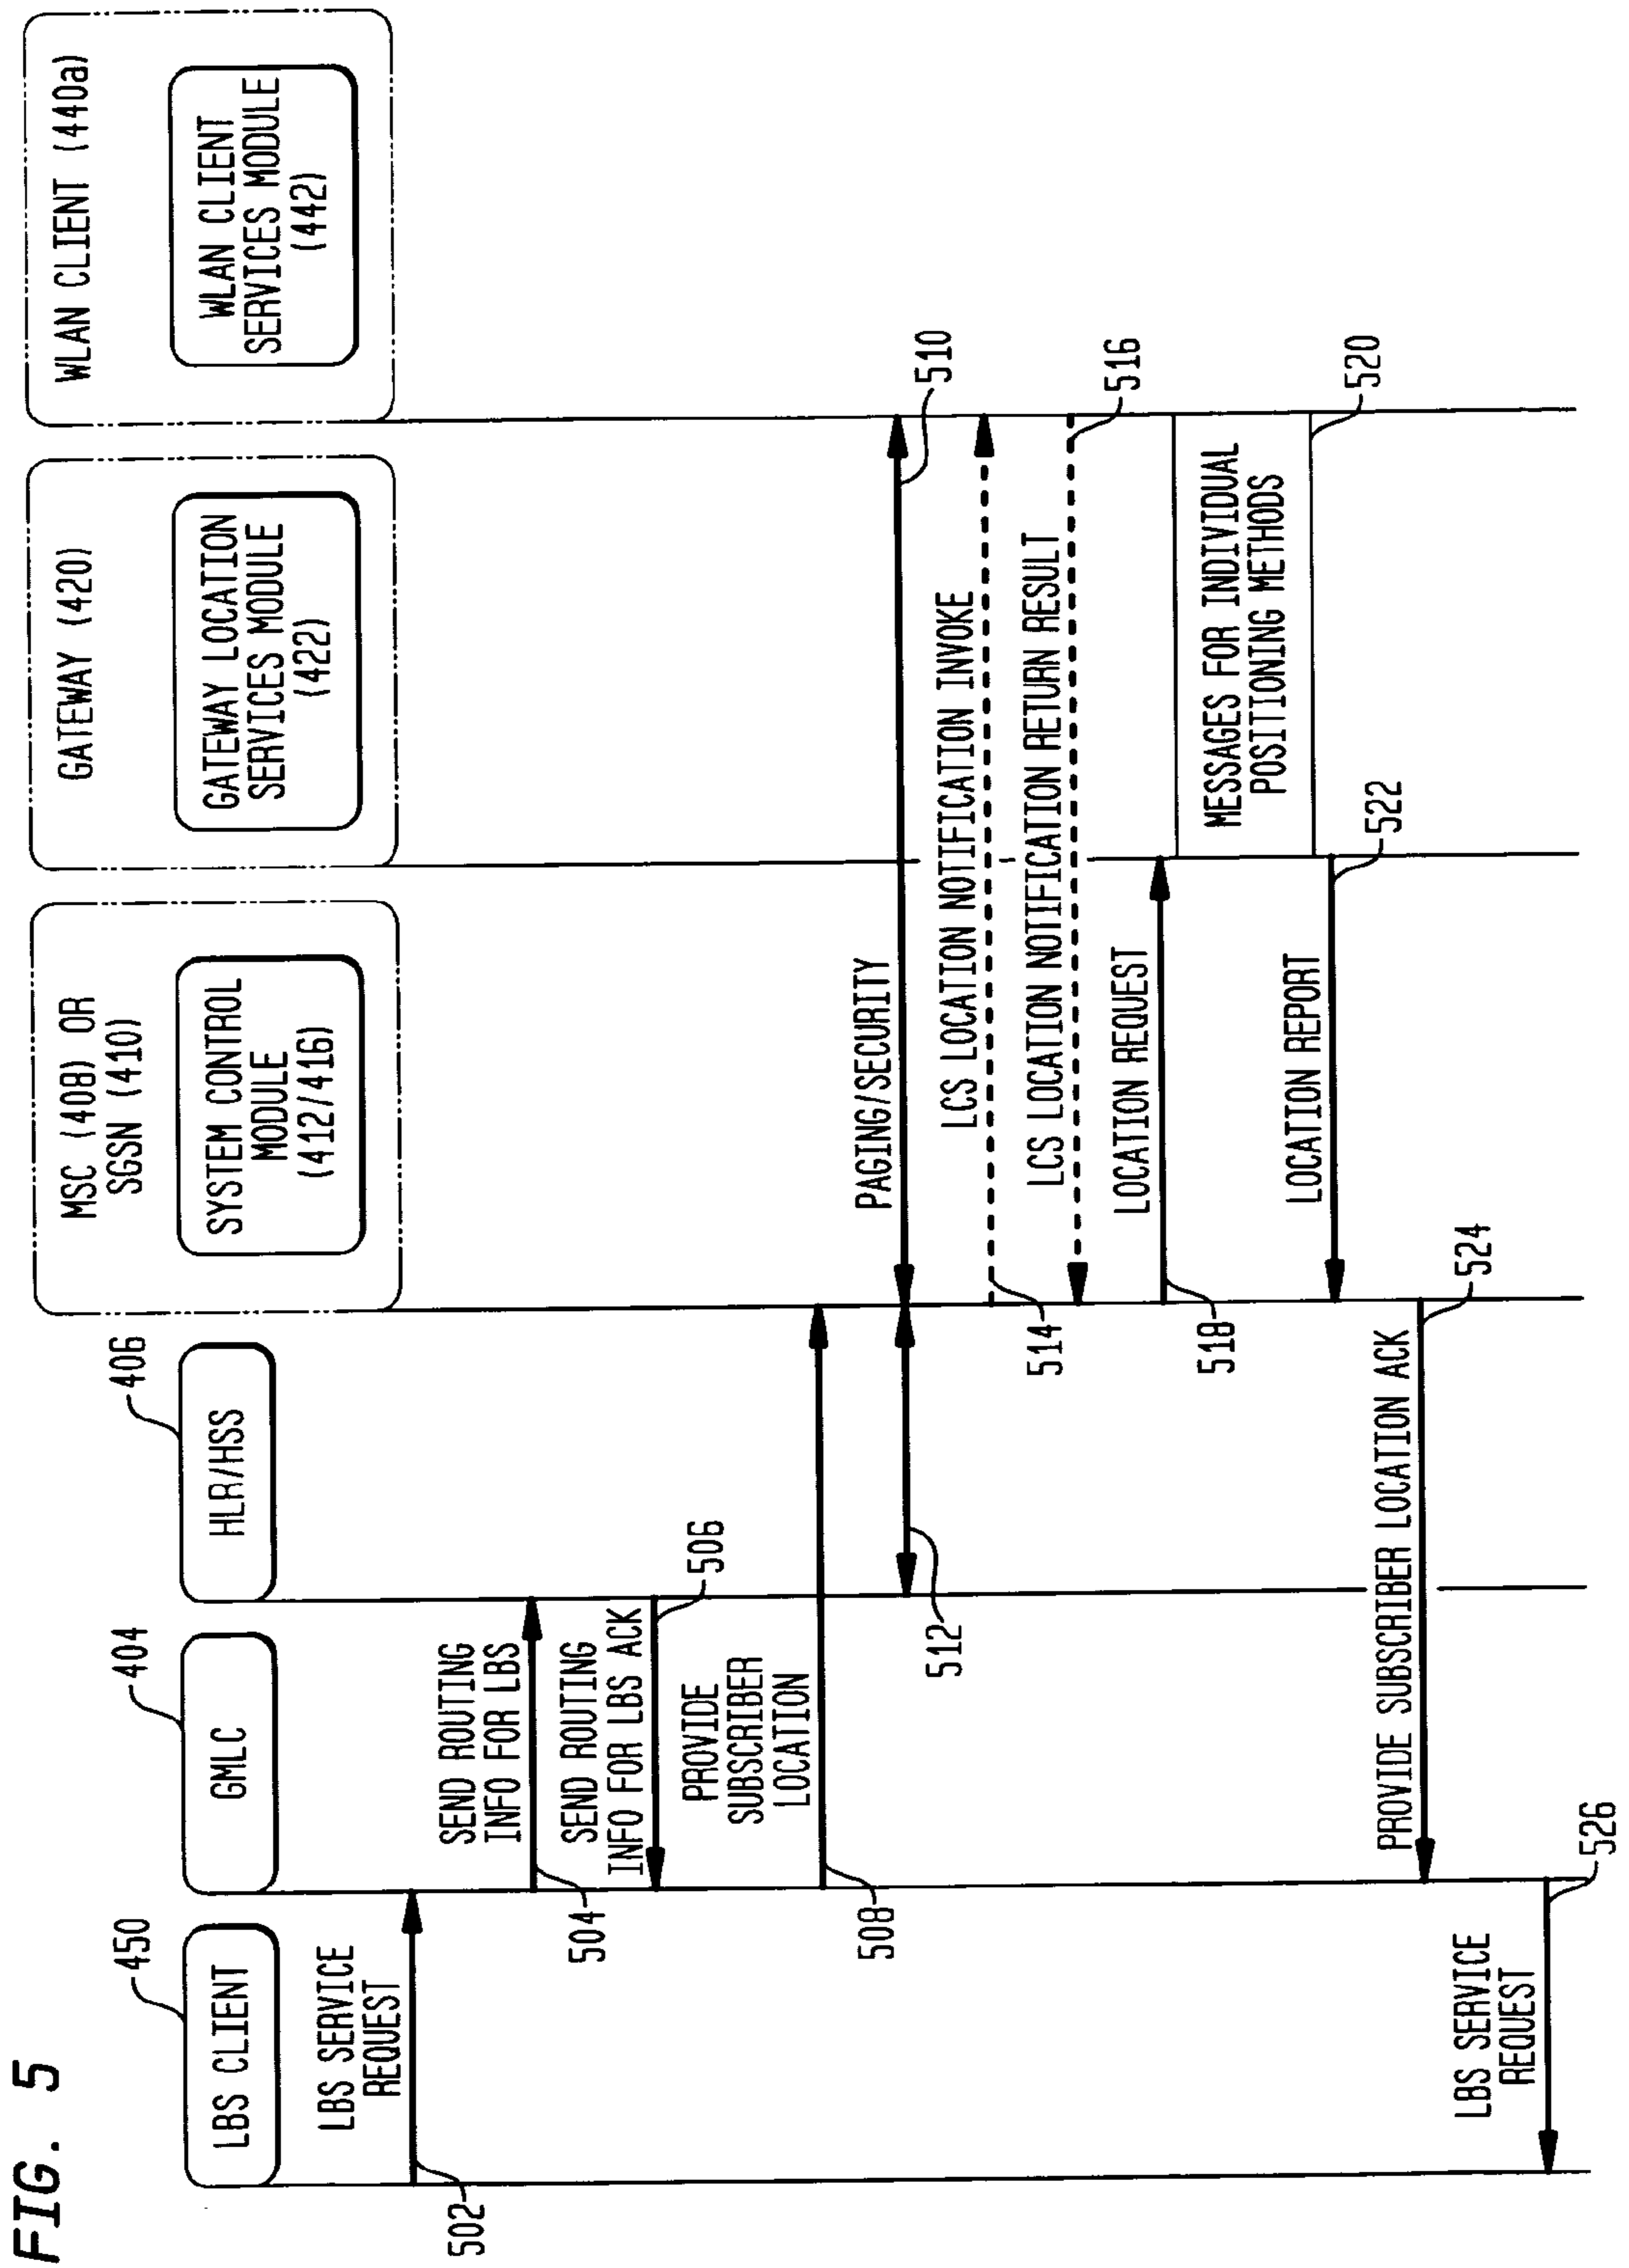 FIG. 5
450
LBS CLIENT
404
GMLC
406
HLR/HSS
MSC (408) OR
SGSN (410)
SYSTEM CONTROL
MODULE
(412/416)
GATEWAY (420)
GATEWAY LOCATION
SERVICES MODULE
(422)
WLAN CLIENT (440a)
WLAN CLIENT
SERVICES MODULE
(442)
LBS SERVICE
REQUEST
502
SEND ROUTING
INFO FOR LBS
504
SEND ROUTING
INFO FOR LBS ACK
506
PROVIDE
SUBSCRIBER
LOCATION
508
PAGING/SECURITY
510
512
LCS LOCATION NOTIFICATION INVOKE
514
LCS LOCATION NOTIFICATION RETURN RESULT
516
LOCATION REQUEST
518
MESSAGES FOR INDIVIDUAL
POSITIONING METHODS
520
LOCATION REPORT
522
PROVIDE SUBSCRIBER LOCATION ACK
524
LBS SERVICE
REQUEST
526